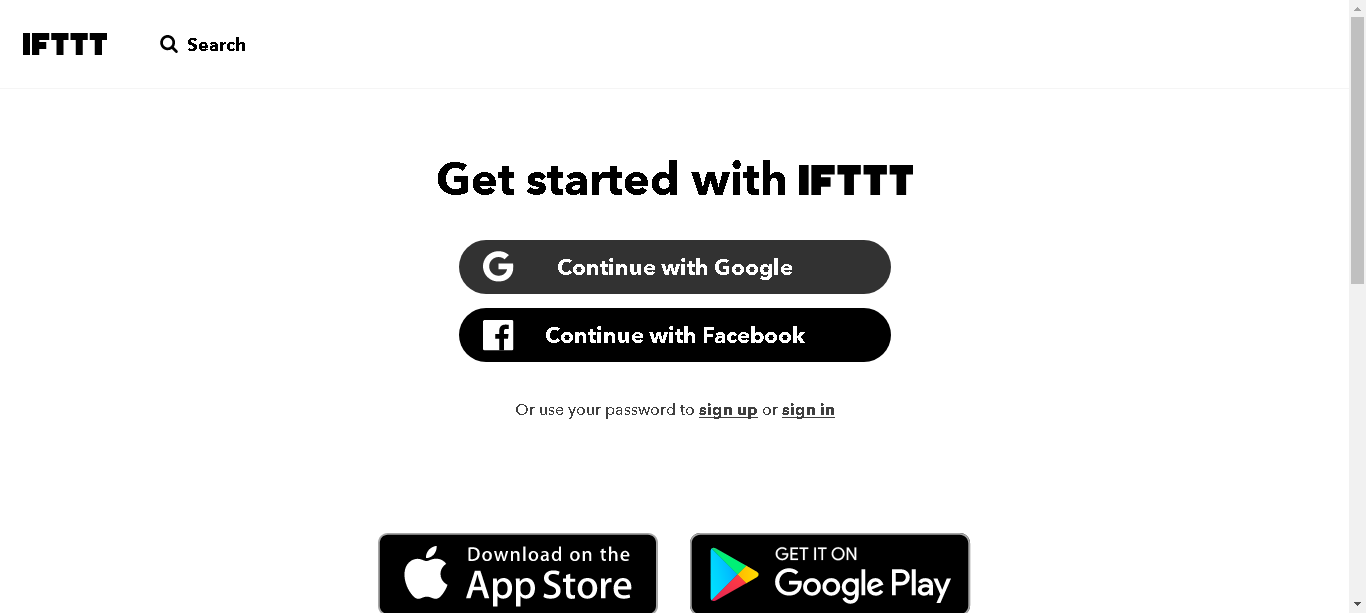 IFTTT
Search
Get started with IFTTT
Continue with Google
Continue with Facebook
Or use your password to sign up or sign in
Download on the
App Store
GET IT ON
Google Play